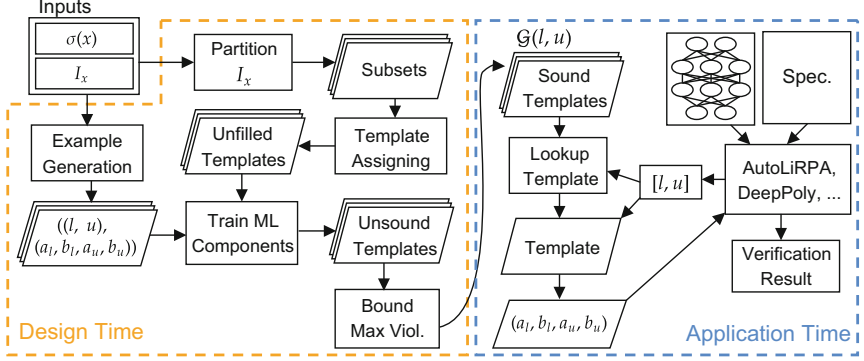 Inputs
σ(x)
I_x
Partition
I_x
Subsets
Example
Generation
Unfilled
Templates
Template
Assigning
((l, u),
(a_l, b_l, a_u, b_u))
Train ML
Components
Unsound
Templates
Bound
Max Viol.
Design Time
𝒢(l, u)
Sound
Templates
Lookup
Template
[l, u]
Template
(a_l, b_l, a_u, b_u)
Spec.
AutoLiRPA,
DeepPoly, ...
Verification
Result
Application Time